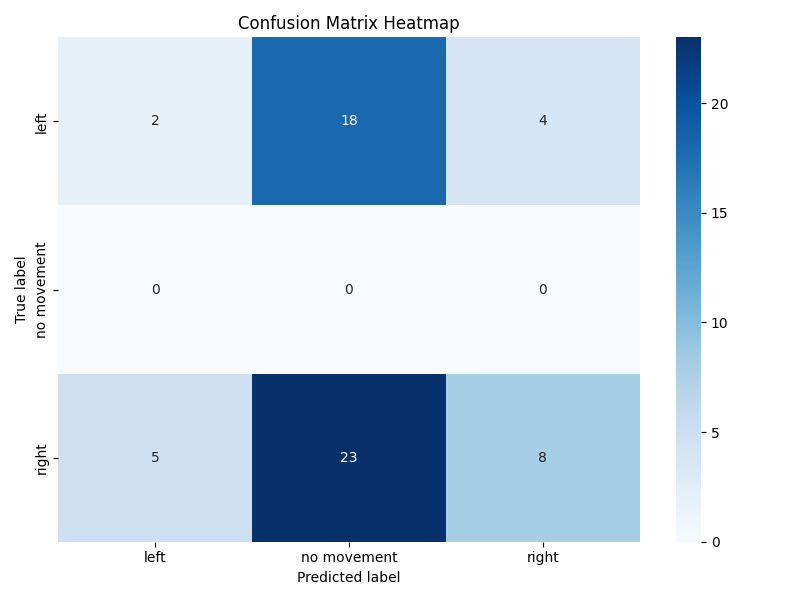 Confusion Matrix Heatmap
True label
left
2 18 4
no movement
0 0 0
right
5 23 8
left no movement right
Predicted label
20
15
10
5
0